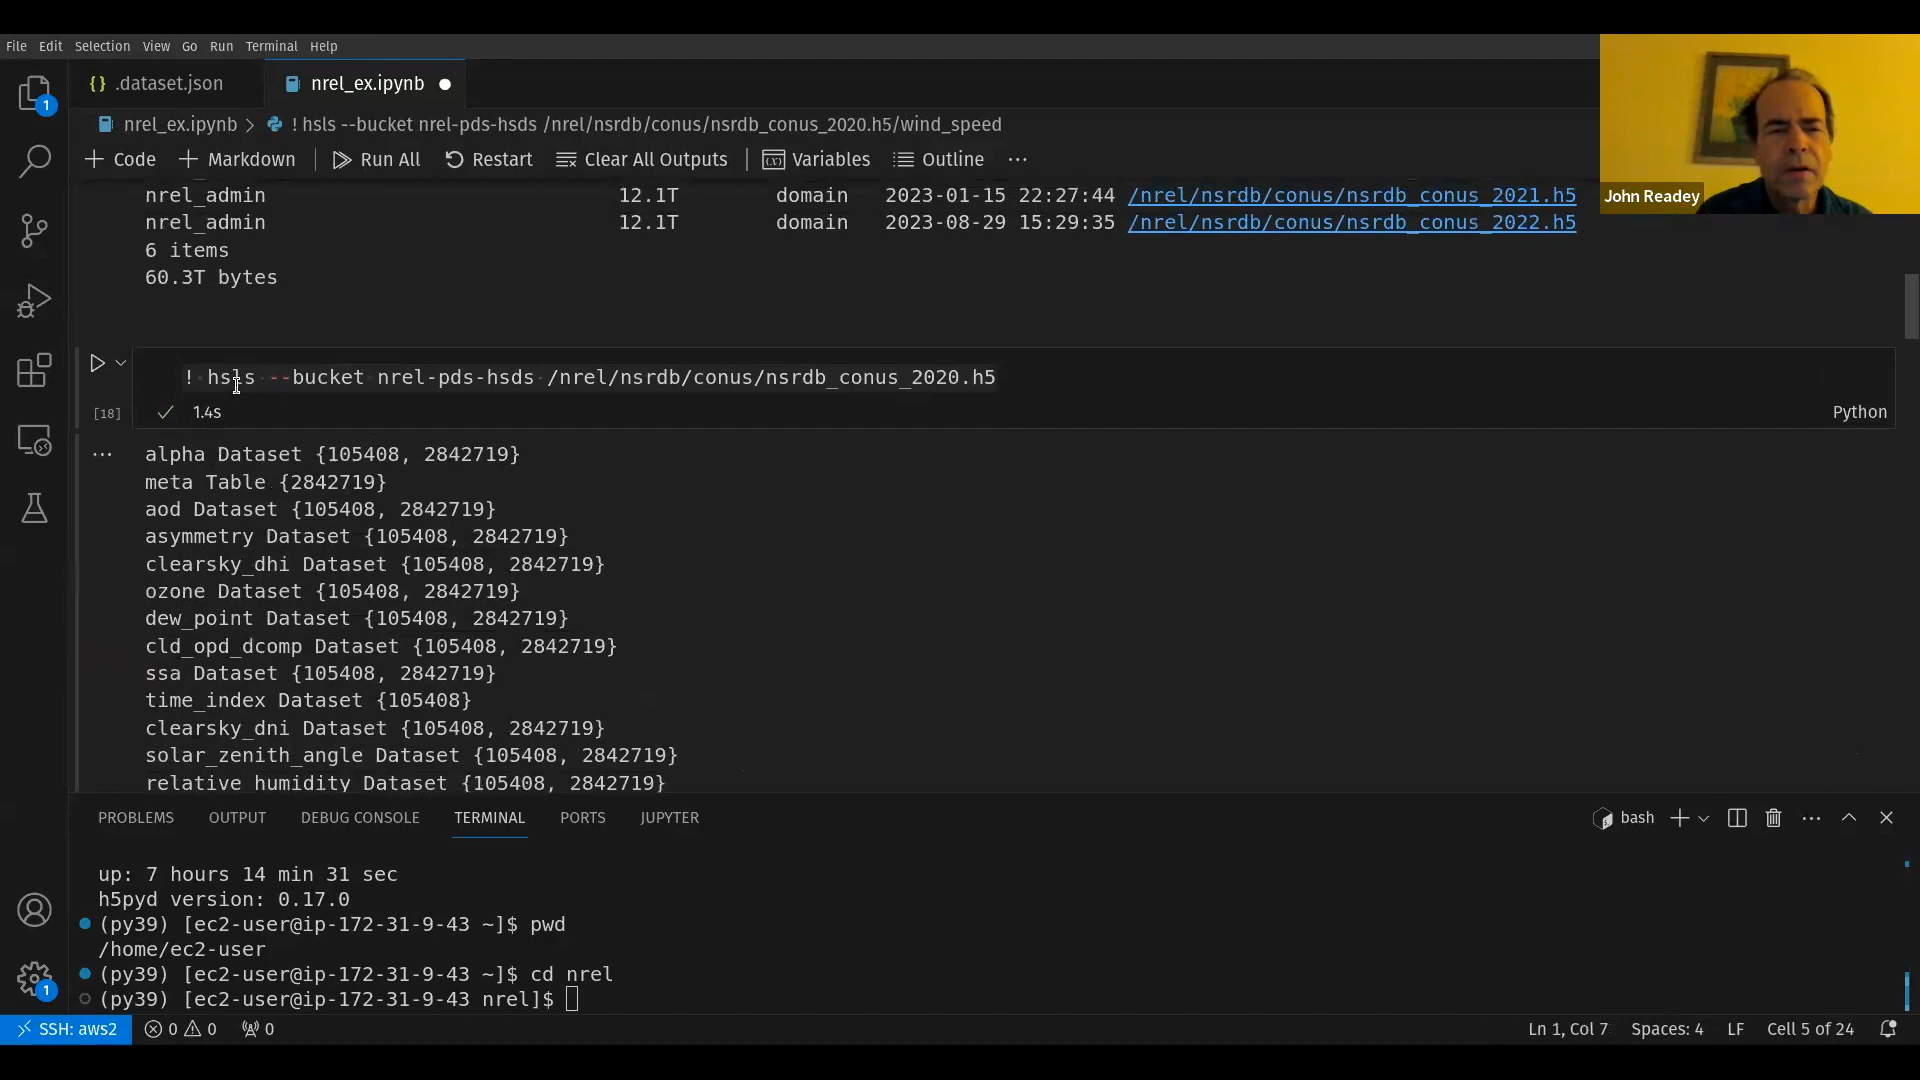 File Edit Selection View Go Run Terminal Help
{} .dataset.json nrel_ex.ipynb
nrel_ex.ipynb > ! hsls --bucket nrel-pds-hsds /nrel/nsrdb/conus/nsrdb_conus_2020.h5/wind_speed
+ Code + Markdown Run All Restart Clear All Outputs Variables Outline ...
John Readey
nrel_admin 12.1T domain 2023-01-15 22:27:44 /nrel/nsrdb/conus/nsrdb_conus_2021.h5
nrel_admin 12.1T domain 2023-08-29 15:29:35 /nrel/nsrdb/conus/nsrdb_conus_2022.h5
6 items
60.3T bytes
! hsls --bucket nrel-pds-hsds /nrel/nsrdb/conus/nsrdb_conus_2020.h5
[18] 1.4s Python
... alpha Dataset {105408, 2842719}
meta Table {2842719}
aod Dataset {105408, 2842719}
asymmetry Dataset {105408, 2842719}
clearsky_dhi Dataset {105408, 2842719}
ozone Dataset {105408, 2842719}
dew_point Dataset {105408, 2842719}
cld_opd_dcomp Dataset {105408, 2842719}
ssa Dataset {105408, 2842719}
time_index Dataset {105408}
clearsky_dni Dataset {105408, 2842719}
solar_zenith_angle Dataset {105408, 2842719}
relative_humidity Dataset {105408, 2842719}
PROBLEMS OUTPUT DEBUG CONSOLE TERMINAL PORTS JUPYTER bash
up: 7 hours 14 min 31 sec
h5pyd version: 0.17.0
(py39) [ec2-user@ip-172-31-9-43 ~]$ pwd
/home/ec2-user
(py39) [ec2-user@ip-172-31-9-43 ~]$ cd nrel
(py39) [ec2-user@ip-172-31-9-43 nrel]$
1
1
SSH: aws2 0 0 0 Ln 1, Col 7 Spaces: 4 LF Cell 5 of 24